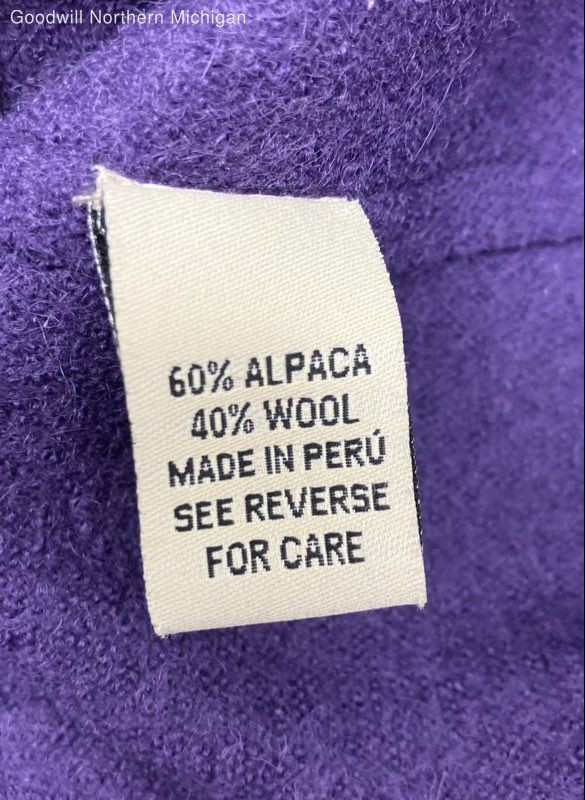 Goodwill Northern Michigan
60% ALPACA
40% WOOL
MADE IN PERÚ
SEE REVERSE
FOR CARE